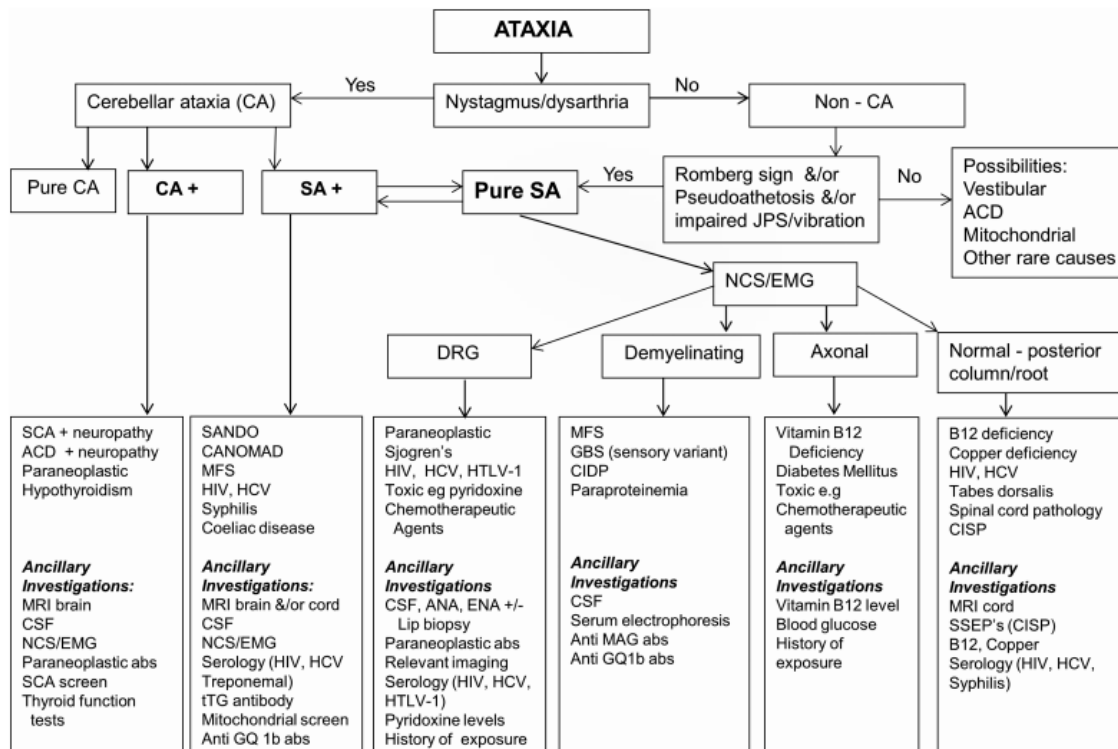 ATAXIA
Yes
No
Cerebellar ataxia (CA)
Nystagmus/dysarthria
Non - CA
Pure CA
CA +
SA +
Pure SA
Yes
Romberg sign &/or
Pseudoathetosis &/or
impaired JPS/vibration
No
Possibilities:
Vestibular
ACD
Mitochondrial
Other rare causes
NCS/EMG
DRG
Demyelinating
Axonal
Normal - posterior
column/root
SCA + neuropathy
ACD + neuropathy
Paraneoplastic
Hypothyroidism
Ancillary
Investigations:
MRI brain
CSF
NCS/EMG
Paraneoplastic abs
SCA screen
Thyroid function
tests
SANDO
CANOMAD
MFS
HIV, HCV
Syphilis
Coeliac disease
Ancillary
Investigations:
MRI brain &/or cord
CSF
NCS/EMG
Serology (HIV, HCV
Treponemal)
tTG antibody
Mitochondrial screen
Anti GQ 1b abs
Paraneoplastic
Sjogren's
HIV, HCV, HTLV-1
Toxic eg pyridoxine
Chemotherapeutic
Agents
Ancillary
Investigations
CSF, ANA, ENA +/-
Lip biopsy
Paraneoplastic abs
Relevant imaging
Serology (HIV, HCV,
HTLV-1)
Pyridoxine levels
History of exposure
MFS
GBS (sensory variant)
CIDP
Paraproteinemia
Ancillary
Investigations
CSF
Serum electrophoresis
Anti MAG abs
Anti GQ1b abs
Vitamin B12
Deficiency
Diabetes Mellitus
Toxic e.g
Chemotherapeutic
agents
Ancillary
Investigations
Vitamin B12 level
Blood glucose
History of
exposure
B12 deficiency
Copper deficiency
HIV, HCV
Tabes dorsalis
Spinal cord pathology
CISP
Ancillary
Investigations
MRI cord
SSEP's (CISP)
B12, Copper
Serology (HIV, HCV,
Syphilis)